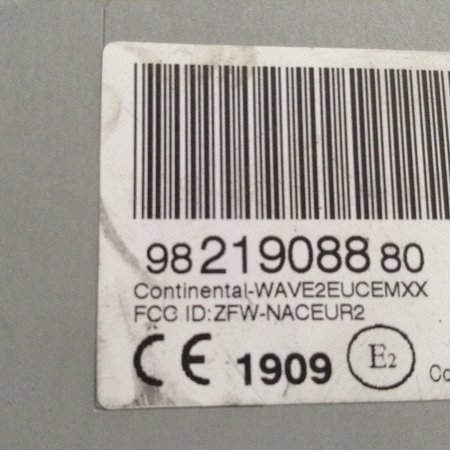 98 219088 80
Continental-WAVE2EUCEMXX
FCC ID:ZFW-NACEUR2
CE 1909 E2